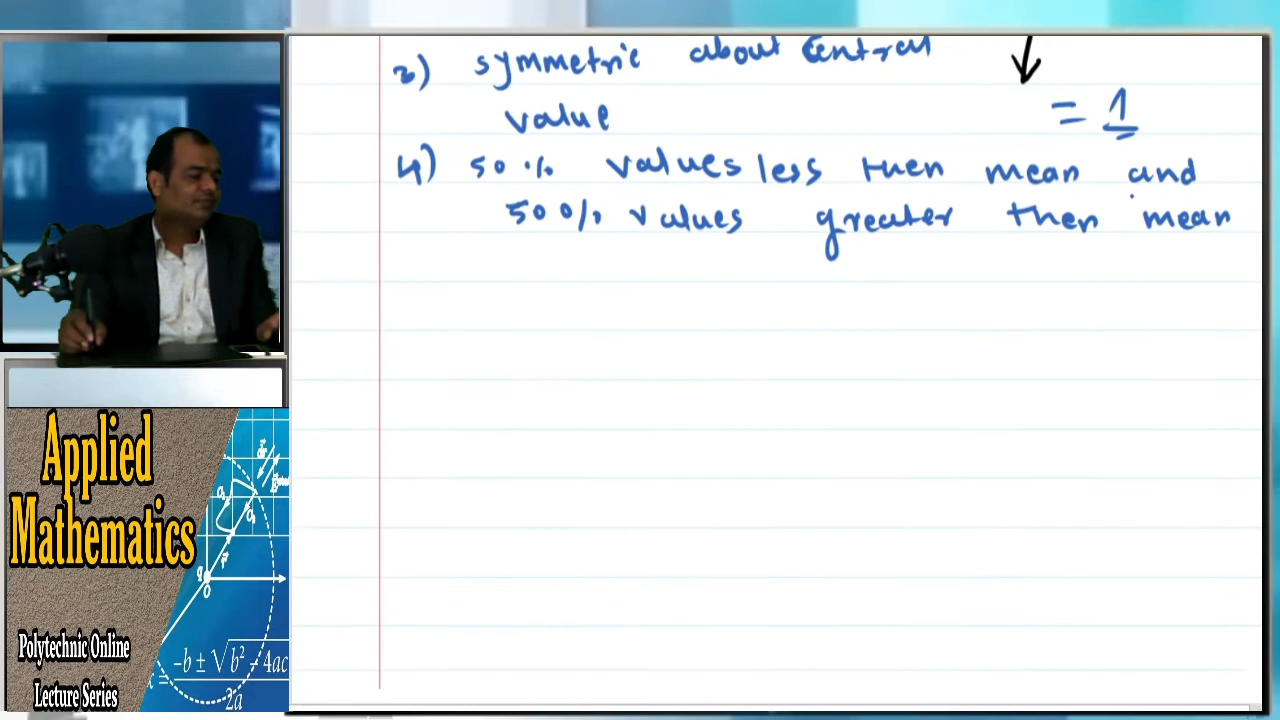 3) symmetric about central
value
= 1
4) 50% values less then mean and
50% values greater then mean
Applied
Mathematics
Polytechnic Online
Lecture Series
-b ± √b² - 4ac
2a